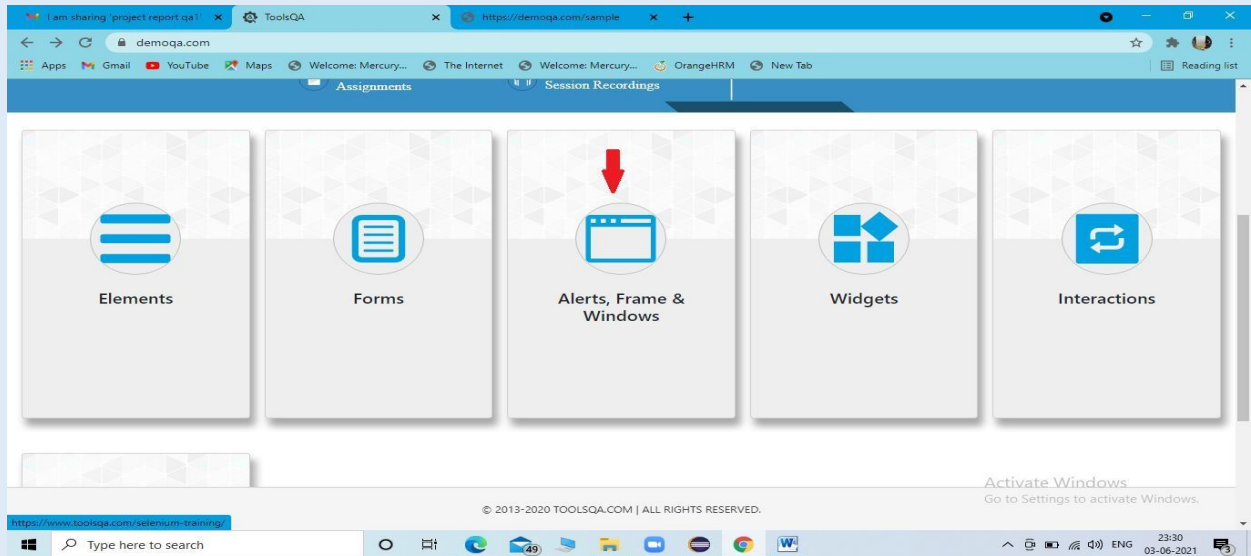 I am sharing 'project report qa1!
ToolsQA
https://demoqa.com/sample
demoqa.com
Apps Gmail YouTube Maps Welcome: Mercury... The Internet Welcome: Mercury... OrangeHRM New Tab Reading list
Assignments Session Recordings
Elements Forms Alerts, Frame & Widgets Interactions
Windows
Activate Windows
Go to Settings to activate Windows.
© 2013-2020 TOOLSQA.COM | ALL RIGHTS RESERVED.
https://www.toolsqa.com/selenium-training/
Type here to search 49 W ENG 23:30
03-06-2021 3